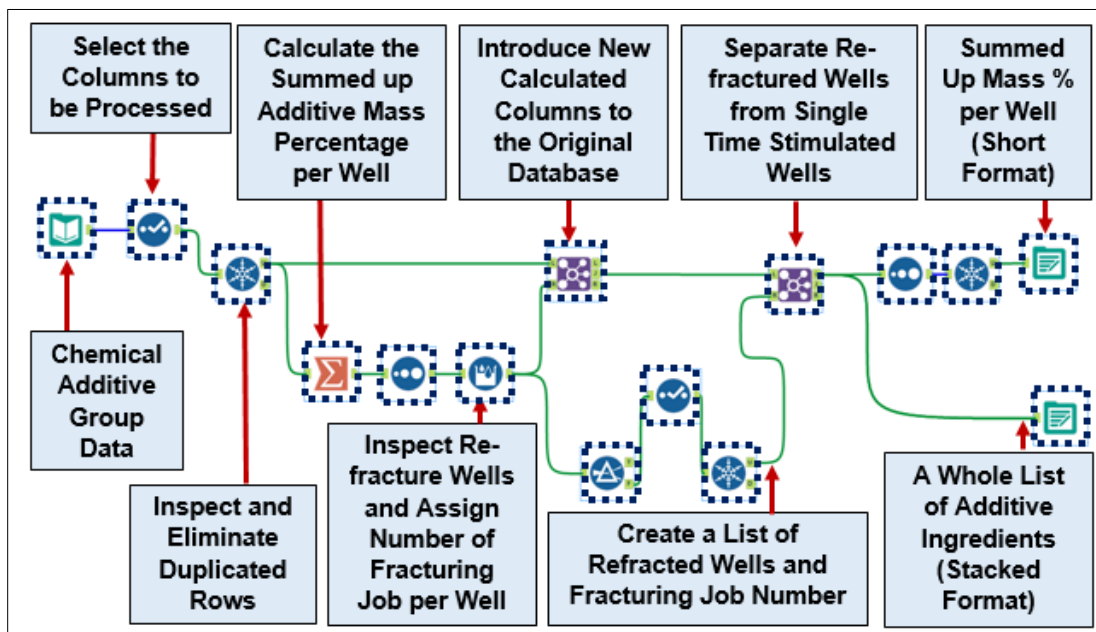 Select the
Columns to
be Processed
Calculate the
Summed up
Additive Mass
Percentage
per Well
Introduce New
Calculated
Columns to
the Original
Database
Separate Re-
fractured Wells
from Single
Time Stimulated
Wells
Summed
Up Mass %
per Well
(Short
Format)
Chemical
Additive
Group
Data
Inspect and
Eliminate
Duplicated
Rows
Inspect Re-
fracture Wells
and Assign
Number of
Fracturing
Job per Well
Create a List of
Refracted Wells and
Fracturing Job Number
A Whole List
of Additive
Ingredients
(Stacked
Format)